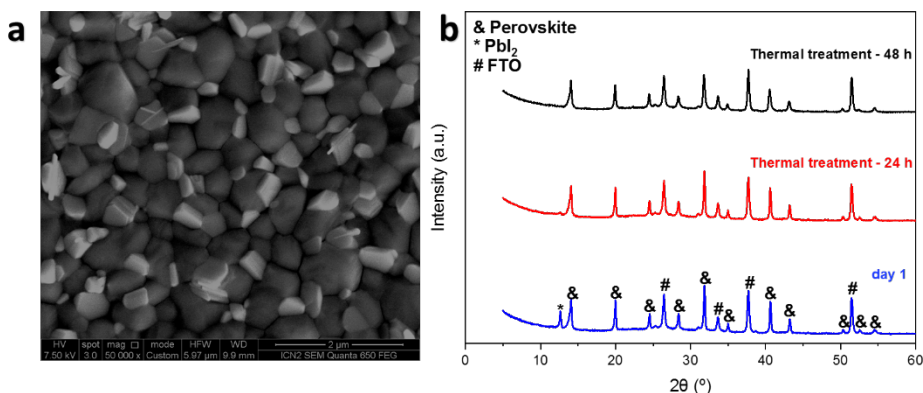 a
HV spot mag □ mode HFW WD
7.50 kV 3.0 50 000 x Custom 5.97 µm 9.9 mm
2 µm
ICN2 SEM Quanta 650 FEG
b
& Perovskite
* PbI₂
# FTO
Thermal treatment - 48 h
Thermal treatment - 24 h
day 1
* & & & # & & # & # & & & # & &
Intensity (a.u.)
0 10 20 30 40 50 60
2θ (º)